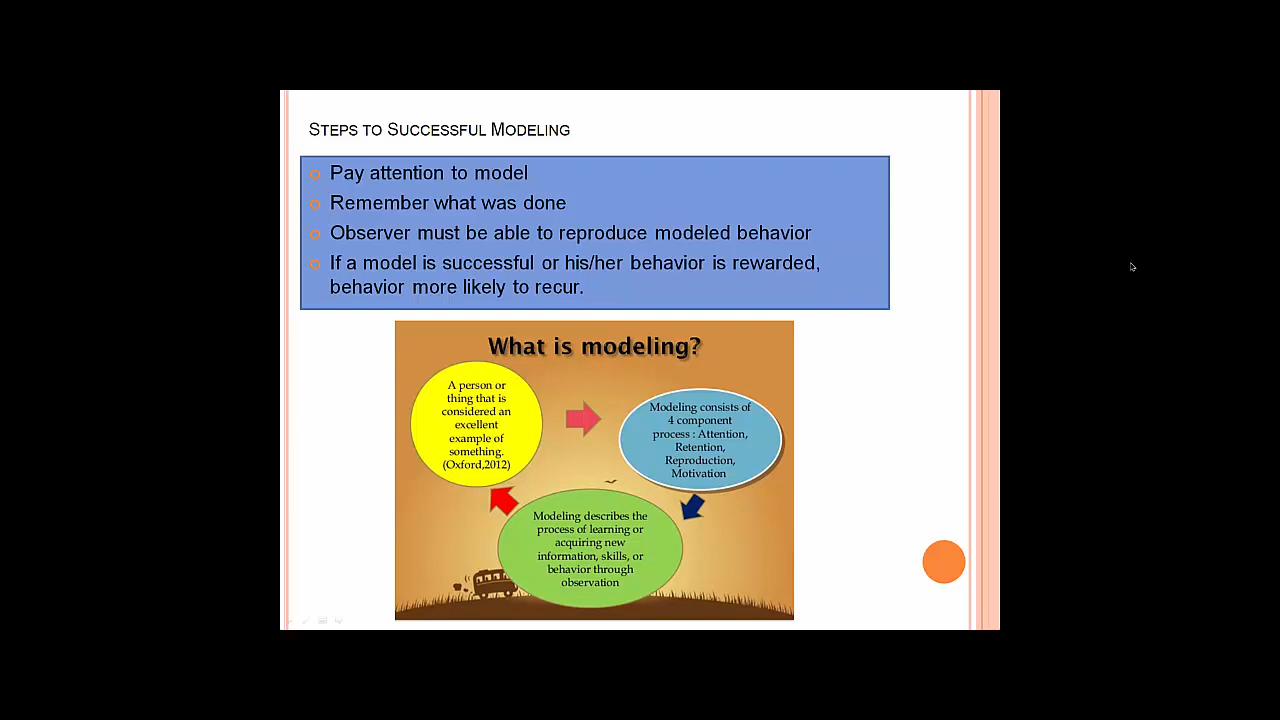 STEPS TO SUCCESSFUL MODELING
Pay attention to model
Remember what was done
Observer must be able to reproduce modeled behavior
If a model is successful or his/her behavior is rewarded,
behavior more likely to recur.
What is modeling?
A person or
thing that is
considered an
excellent
example of
something.
(Oxford,2012)
Modeling consists of
4 component
process : Attention,
Retention,
Reproduction,
Motivation
Modeling describes the
process of learning or
acquiring new
information, skills, or
behavior through
observation